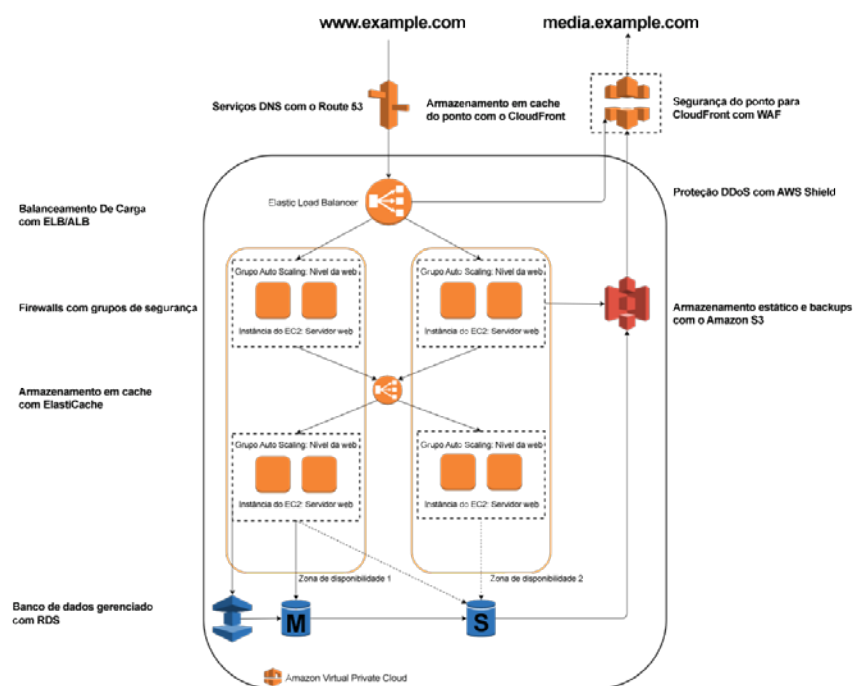 www.example.com
media.example.com
Serviços DNS com o Route 53
Armazenamento em cache
do ponto com o CloudFront
Segurança do ponto para
CloudFront com WAF
Elastic Load Balancer
Proteção DDoS com AWS Shield
Balanceamento De Carga
com ELB/ALB
Grupo Auto Scaling: Nível da web
Grupo Auto Scaling: Nível da web
Firewalls com grupos de segurança
Instância do EC2: Servidor web
Instância do EC2: Servidor web
Armazenamento estático e backups
com o Amazon S3
Armazenamento em cache
com ElastiCache
Grupo Auto Scaling: Nível da web
Grupo Auto Scaling: Nível da web
Instância do EC2: Servidor web
Instância do EC2: Servidor web
Zona de disponibilidade 1
Zona de disponibilidade 2
Banco de dados gerenciado
com RDS
M
S
Amazon Virtual Private Cloud